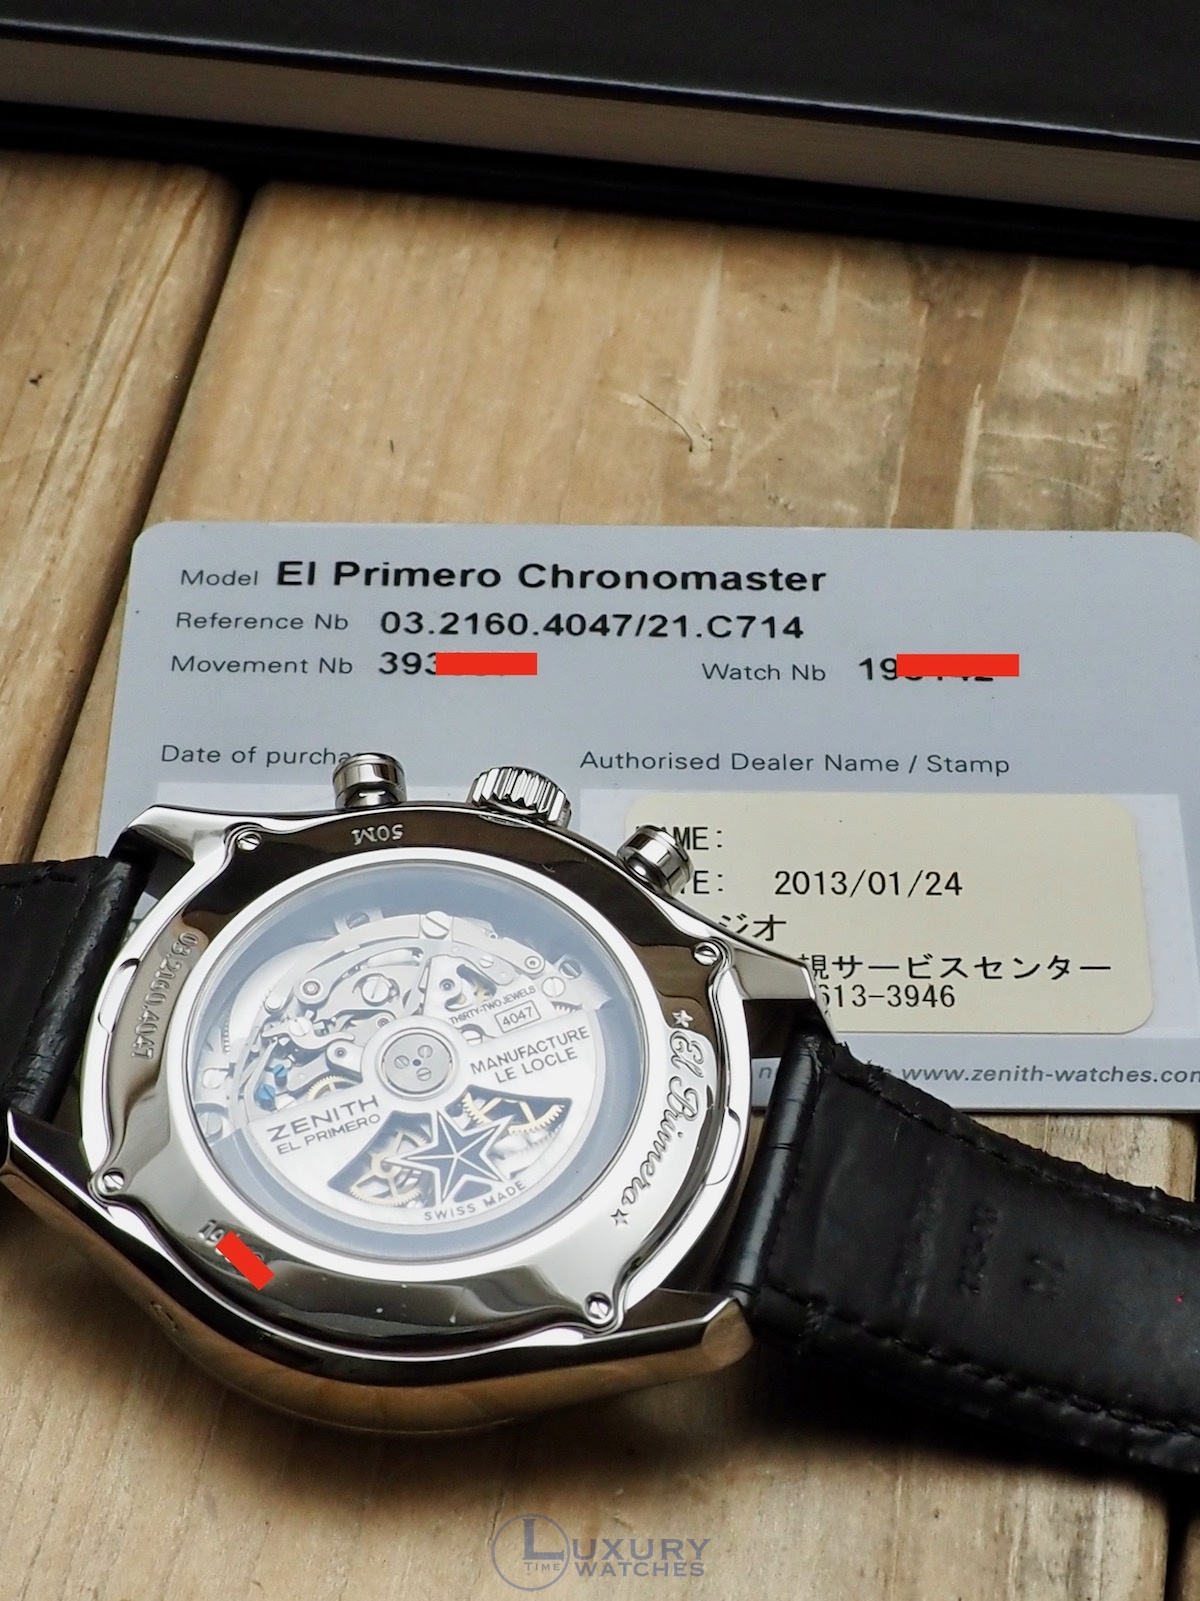 Model El Primero Chronomaster
Reference Nb 03.2160.4047/21.C714
Movement Nb 393
Watch Nb 19
Date of purcha
Authorised Dealer Name / Stamp
AME:
TE: 2013/01/24
ジオ
視サービスセンター
613-3946
www.zenith-watches.com
50M
03.2160.4047
THIRTY-TWO JEWELS
4047
MANUFACTURE
LE LOCLE
ZENITH
EL PRIMERO
SWISS MADE
El Primero
LUXURY
TIME WATCHES